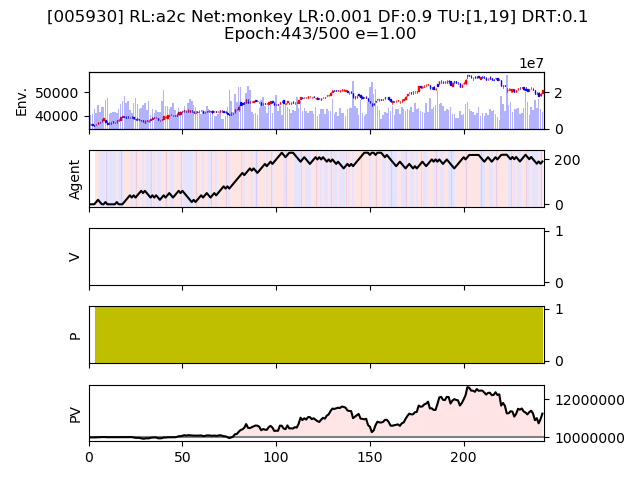 [005930] RL:a2c Net:monkey LR:0.001 DF:0.9 TU:[1,19] DRT:0.1
Epoch:443/500 e=1.00
1e7
Env.
50000
40000
2
0
Agent
200
0
V
1
0
P
1
0
PV
12000000
10000000
0 50 100 150 200